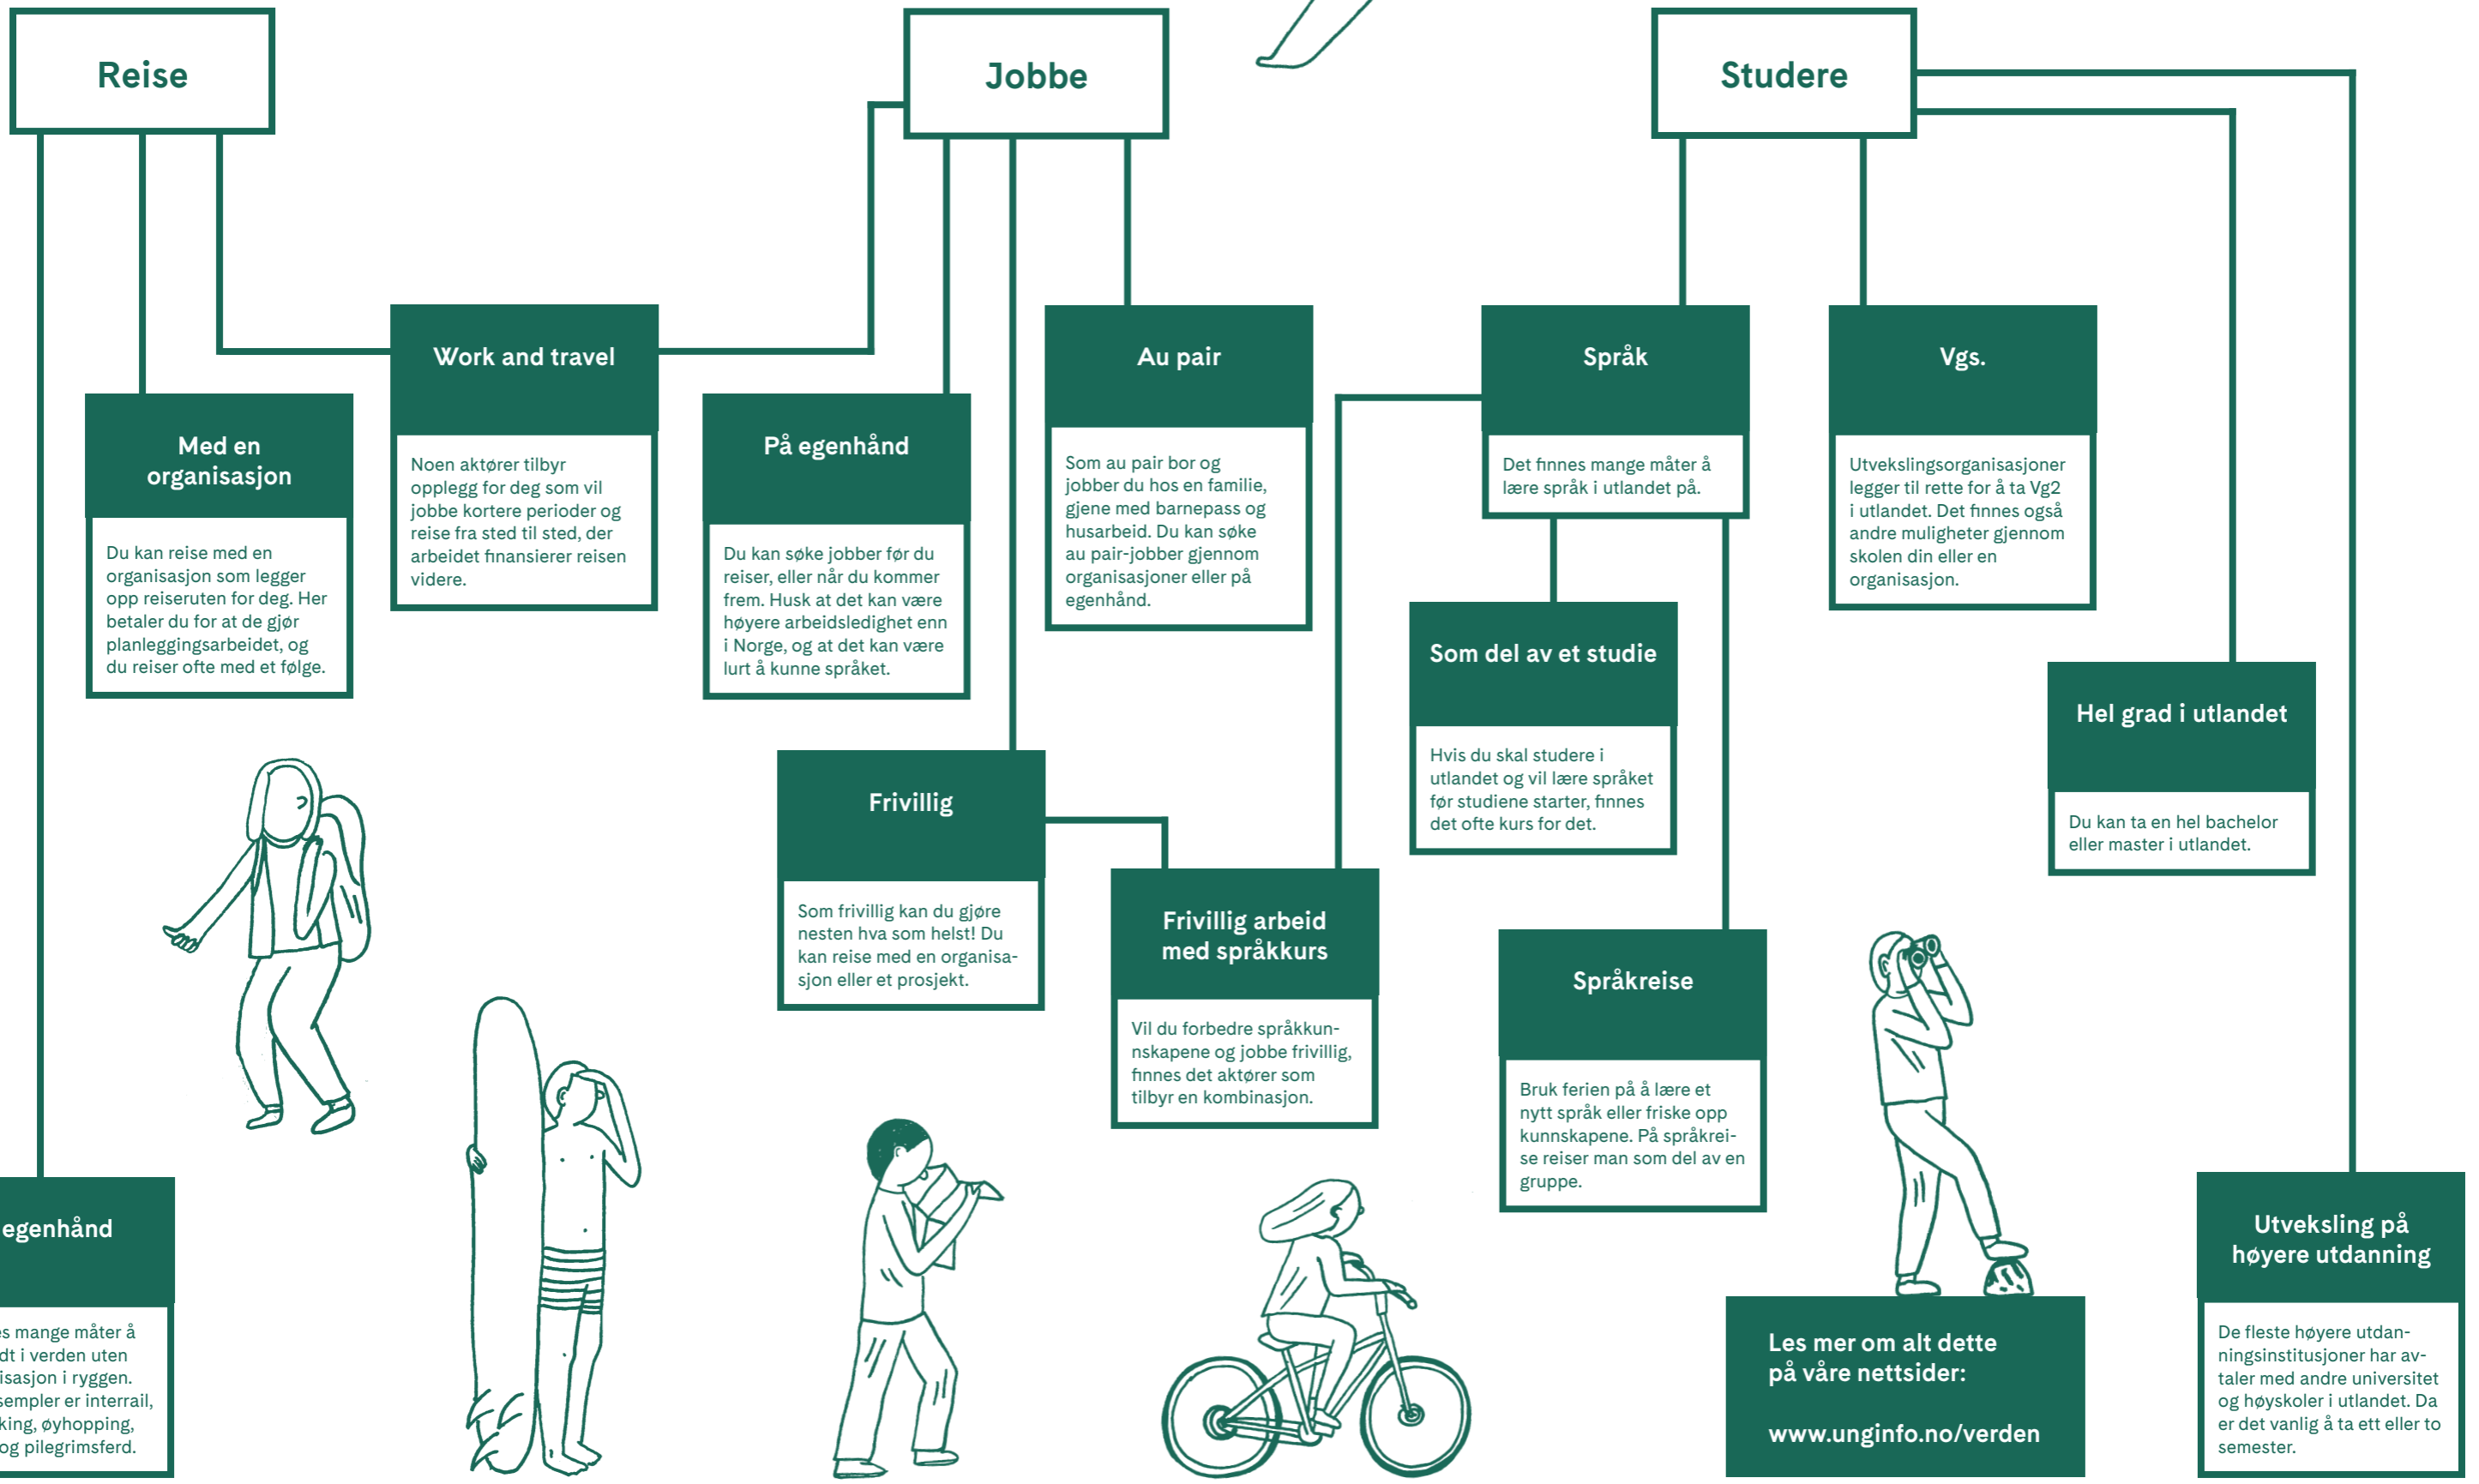 Reise
Jobbe
Studere
Work and travel
Noen aktører tilbyr
opplegg for deg som vil
jobbe kortere perioder og
reise fra sted til sted, der
arbeidet finansierer reisen
videre.
Au pair
Som au pair bor og
jobber du hos en familie,
gjene med barnepass og
husarbeid. Du kan søke
au pair-jobber gjennom
organisasjoner eller på
egenhånd.
Språk
Det finnes mange måter å
lære språk i utlandet på.
Vgs.
Utvekslingsorganisasjoner
legger til rette for å ta Vg2
i utlandet. Det finnes også
andre muligheter gjennom
skolen din eller en
organisasjon.
Med en
organisasjon
Du kan reise med en
organisasjon som legger
opp reiseruten for deg. Her
betaler du for at de gjør
planleggingsarbeidet, og
du reiser ofte med et følge.
På egenhånd
Du kan søke jobber før du
reiser, eller når du kommer
frem. Husk at det kan være
høyere arbeidsledighet enn
i Norge, og at det kan være
lurt å kunne språket.
Som del av et studie
Hvis du skal studere i
utlandet og vil lære språket
før studiene starter, finnes
det ofte kurs for det.
Hel grad i utlandet
Du kan ta en hel bachelor
eller master i utlandet.
Frivillig
Som frivillig kan du gjøre
nesten hva som helst! Du
kan reise med en organisa-
sjon eller et prosjekt.
Frivillig arbeid
med språkkurs
Vil du forbedre språkkun-
nskapene og jobbe frivillig,
finnes det aktører som
tilbyr en kombinasjon.
Språkreise
Bruk ferien på å lære et
nytt språk eller friske opp
kunnskapene. På språkrei-
se reiser man som del av en
gruppe.
egenhånd
es mange måter å
dt i verden uten
isasjon i ryggen.
sempler er interrail,
king, øyhopping,
og pilegrimsferd.
Utveksling på
høyere utdanning
De fleste høyere utdan-
ningsinstitusjoner har av-
taler med andre universitet
og høyskoler i utlandet. Da
er det vanlig å ta ett eller to
semester.
Les mer om alt dette
på våre nettsider:
www.unginfo.no/verden